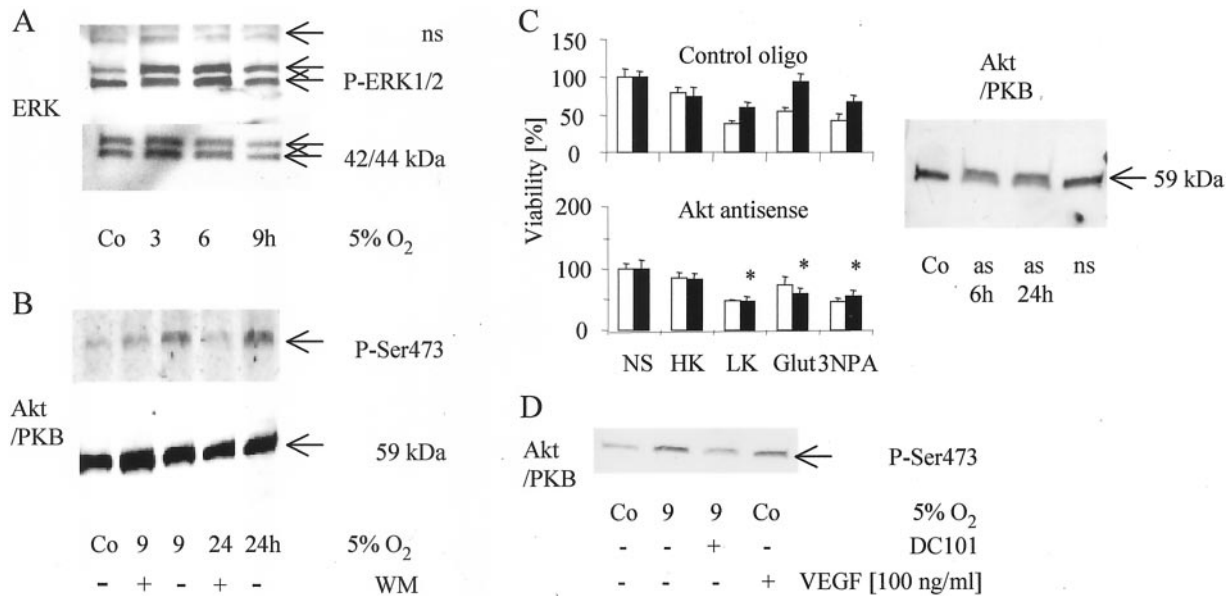 A
ns
P-ERK1/2
ERK
42/44 kDa
Co 3 6 9h 5% O2
B
P-Ser473
Akt
/PKB
59 kDa
Co 9 9 24 24h 5% O2
- + - + - WM
C
150
100
50
0
Control oligo
Viability [%]
200
100
0
Akt antisense
* * *
NS HK LK Glut 3NPA
Akt
/PKB
59 kDa
Co as as ns
6h 24h
D
Akt
/PKB
P-Ser473
Co 9 9 Co 5% O2
- - + - DC101
- - - + VEGF [100 ng/ml]